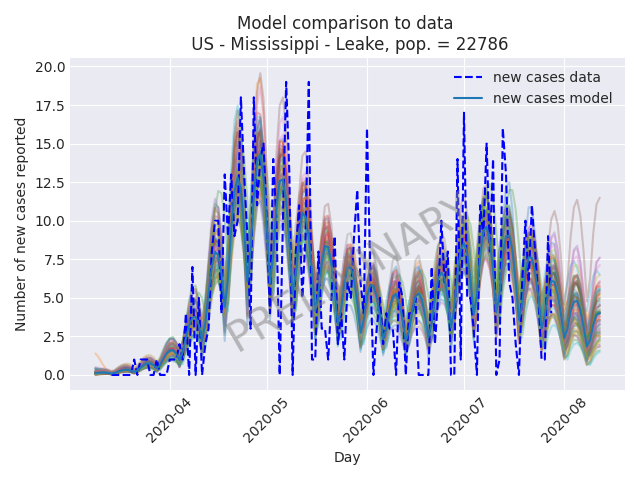 Model comparison to data
US - Mississippi - Leake, pop. = 22786
20.0
17.5
15.0
12.5
10.0
7.5
5.0
2.5
0.0
Number of new cases reported
new cases data
new cases model
PRELIMINARY
2020-04
2020-05
2020-06
2020-07
2020-08
Day